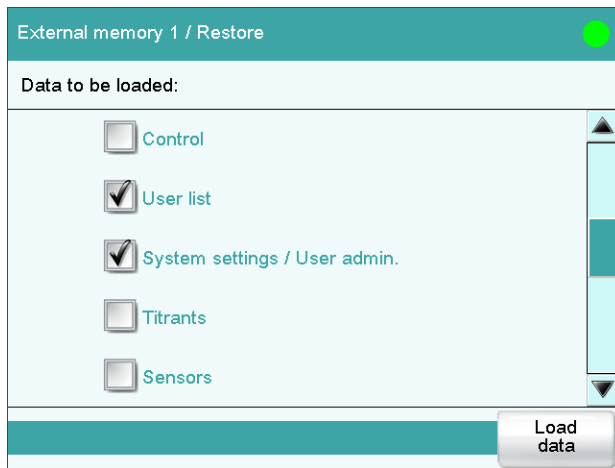 External memory 1 / Restore
Data to be loaded:
Control
User list
System settings / User admin.
Titrants
Sensors
Load
data